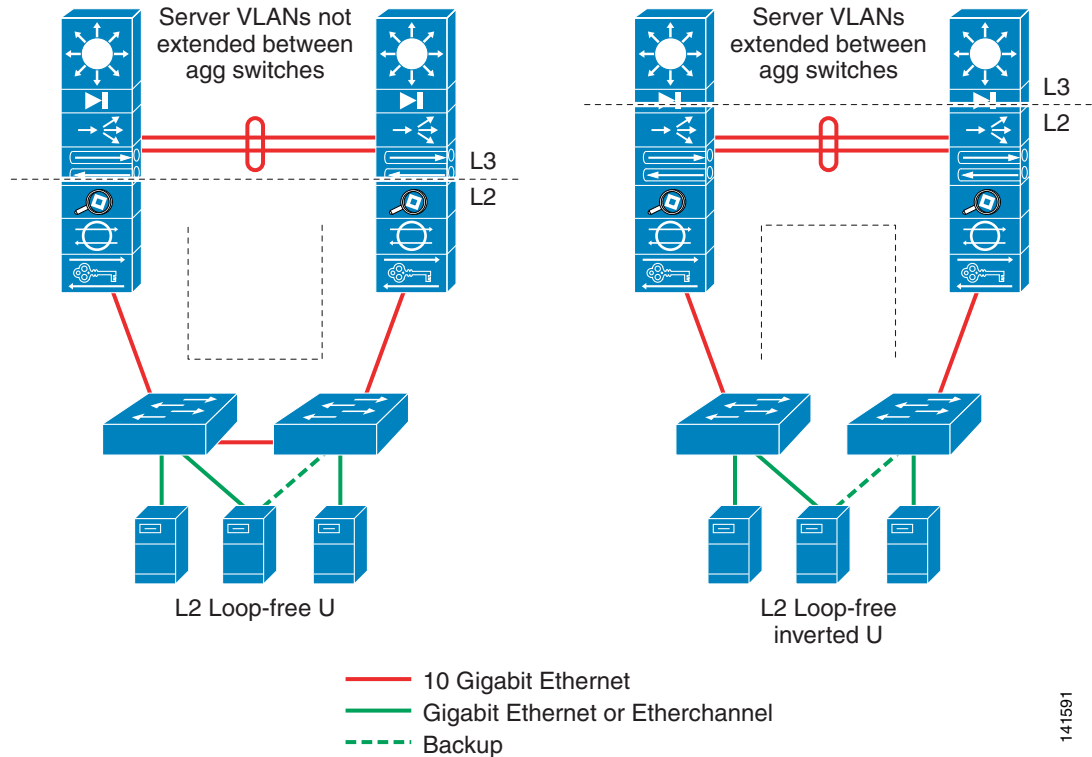 Server VLANs not
extended between
agg switches
L3
L2
L2 Loop-free U
Server VLANs
extended between
agg switches
L3
L2
L2 Loop-free
inverted U
10 Gigabit Ethernet
Gigabit Ethernet or Etherchannel
Backup
141591